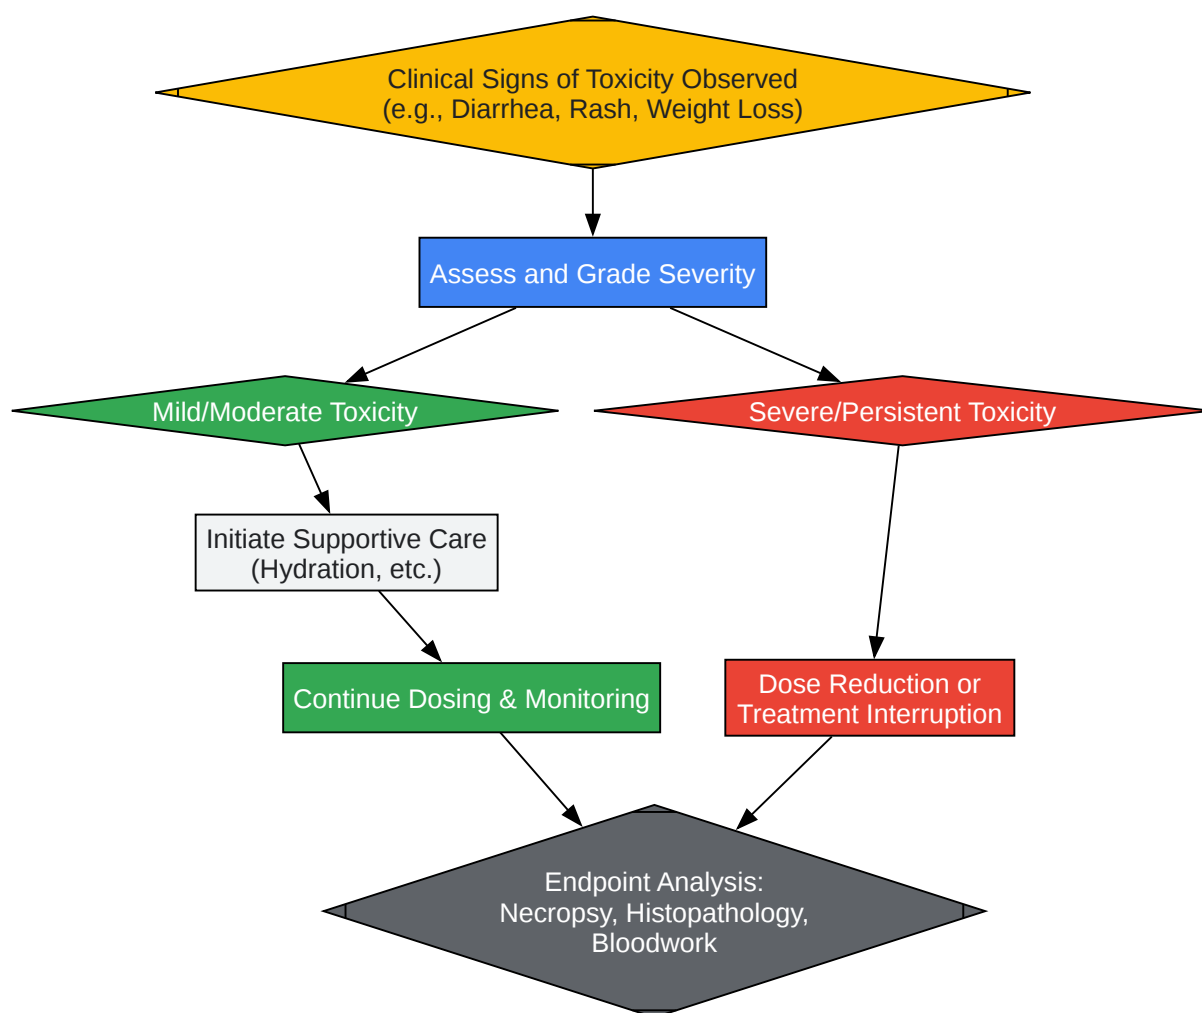 Clinical Signs of Toxicity Observed
(e.g., Diarrhea, Rash, Weight Loss)
Assess and Grade Severity
Mild/Moderate Toxicity
Severe/Persistent Toxicity
Initiate Supportive Care
(Hydration, etc.)
Continue Dosing & Monitoring
Dose Reduction or
Treatment Interruption
Endpoint Analysis:
Necropsy, Histopathology,
Bloodwork